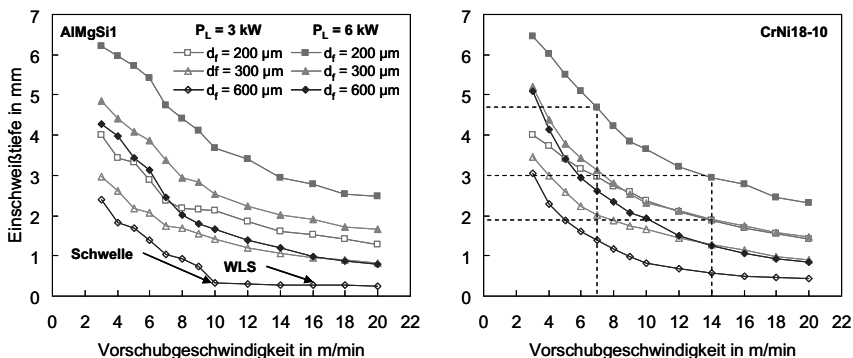 AlMgSi1
P_L = 3 kW P_L = 6 kW
d_f = 200 µm d_f = 200 µm
df = 300 µm d_f = 300 µm
d_f = 600 µm d_f = 600 µm
Einschweißtiefe in mm
7
6
5
4
3
2
1
0
Schwelle
WLS
0 2 4 6 8 10 12 14 16 18 20 22
Vorschubgeschwindigkeit in m/min
CrNi18-10
7
6
5
4
3
2
1
0
0 2 4 6 8 10 12 14 16 18 20 22
Vorschubgeschwindigkeit in m/min